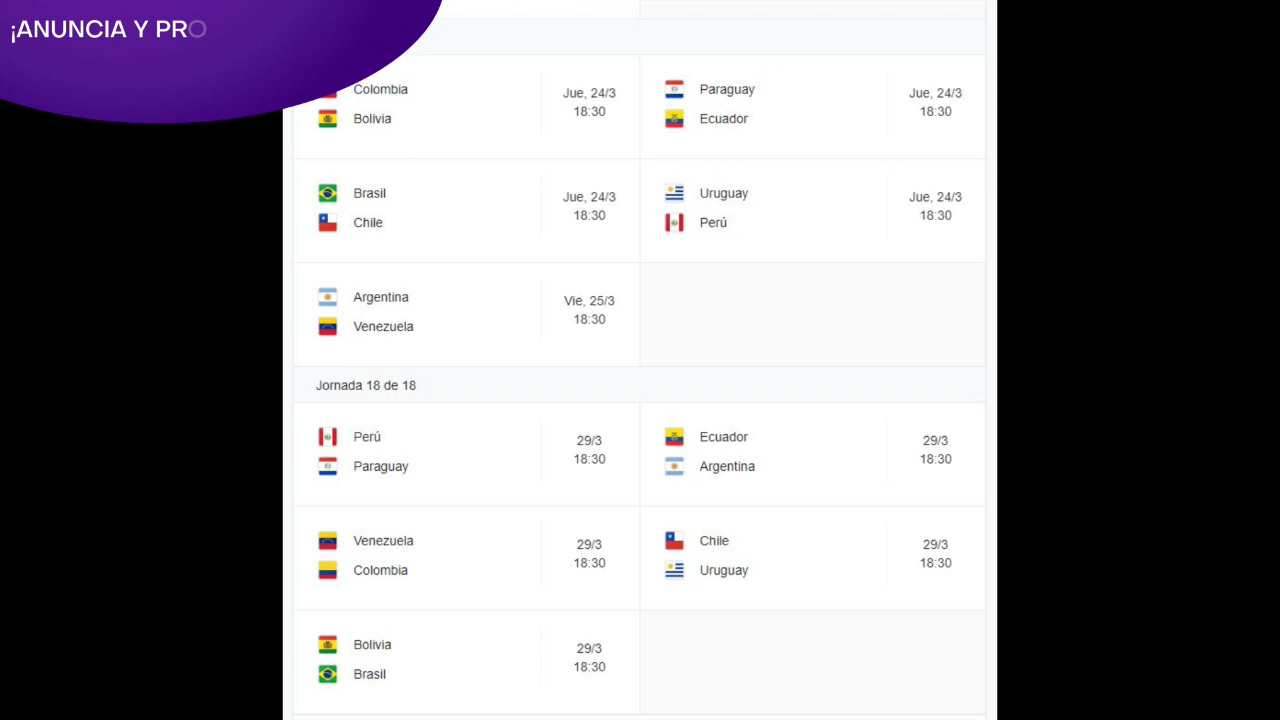 ¡ANUNCIA Y PRO
Colombia
Bolivia
Jue, 24/3
18:30
Paraguay
Ecuador
Jue, 24/3
18:30
Brasil
Chile
Jue, 24/3
18:30
Uruguay
Perú
Jue, 24/3
18:30
Argentina
Venezuela
Vie, 25/3
18:30
Jornada 18 de 18
Perú
Paraguay
29/3
18:30
Ecuador
Argentina
29/3
18:30
Venezuela
Colombia
29/3
18:30
Chile
Uruguay
29/3
18:30
Bolivia
Brasil
29/3
18:30